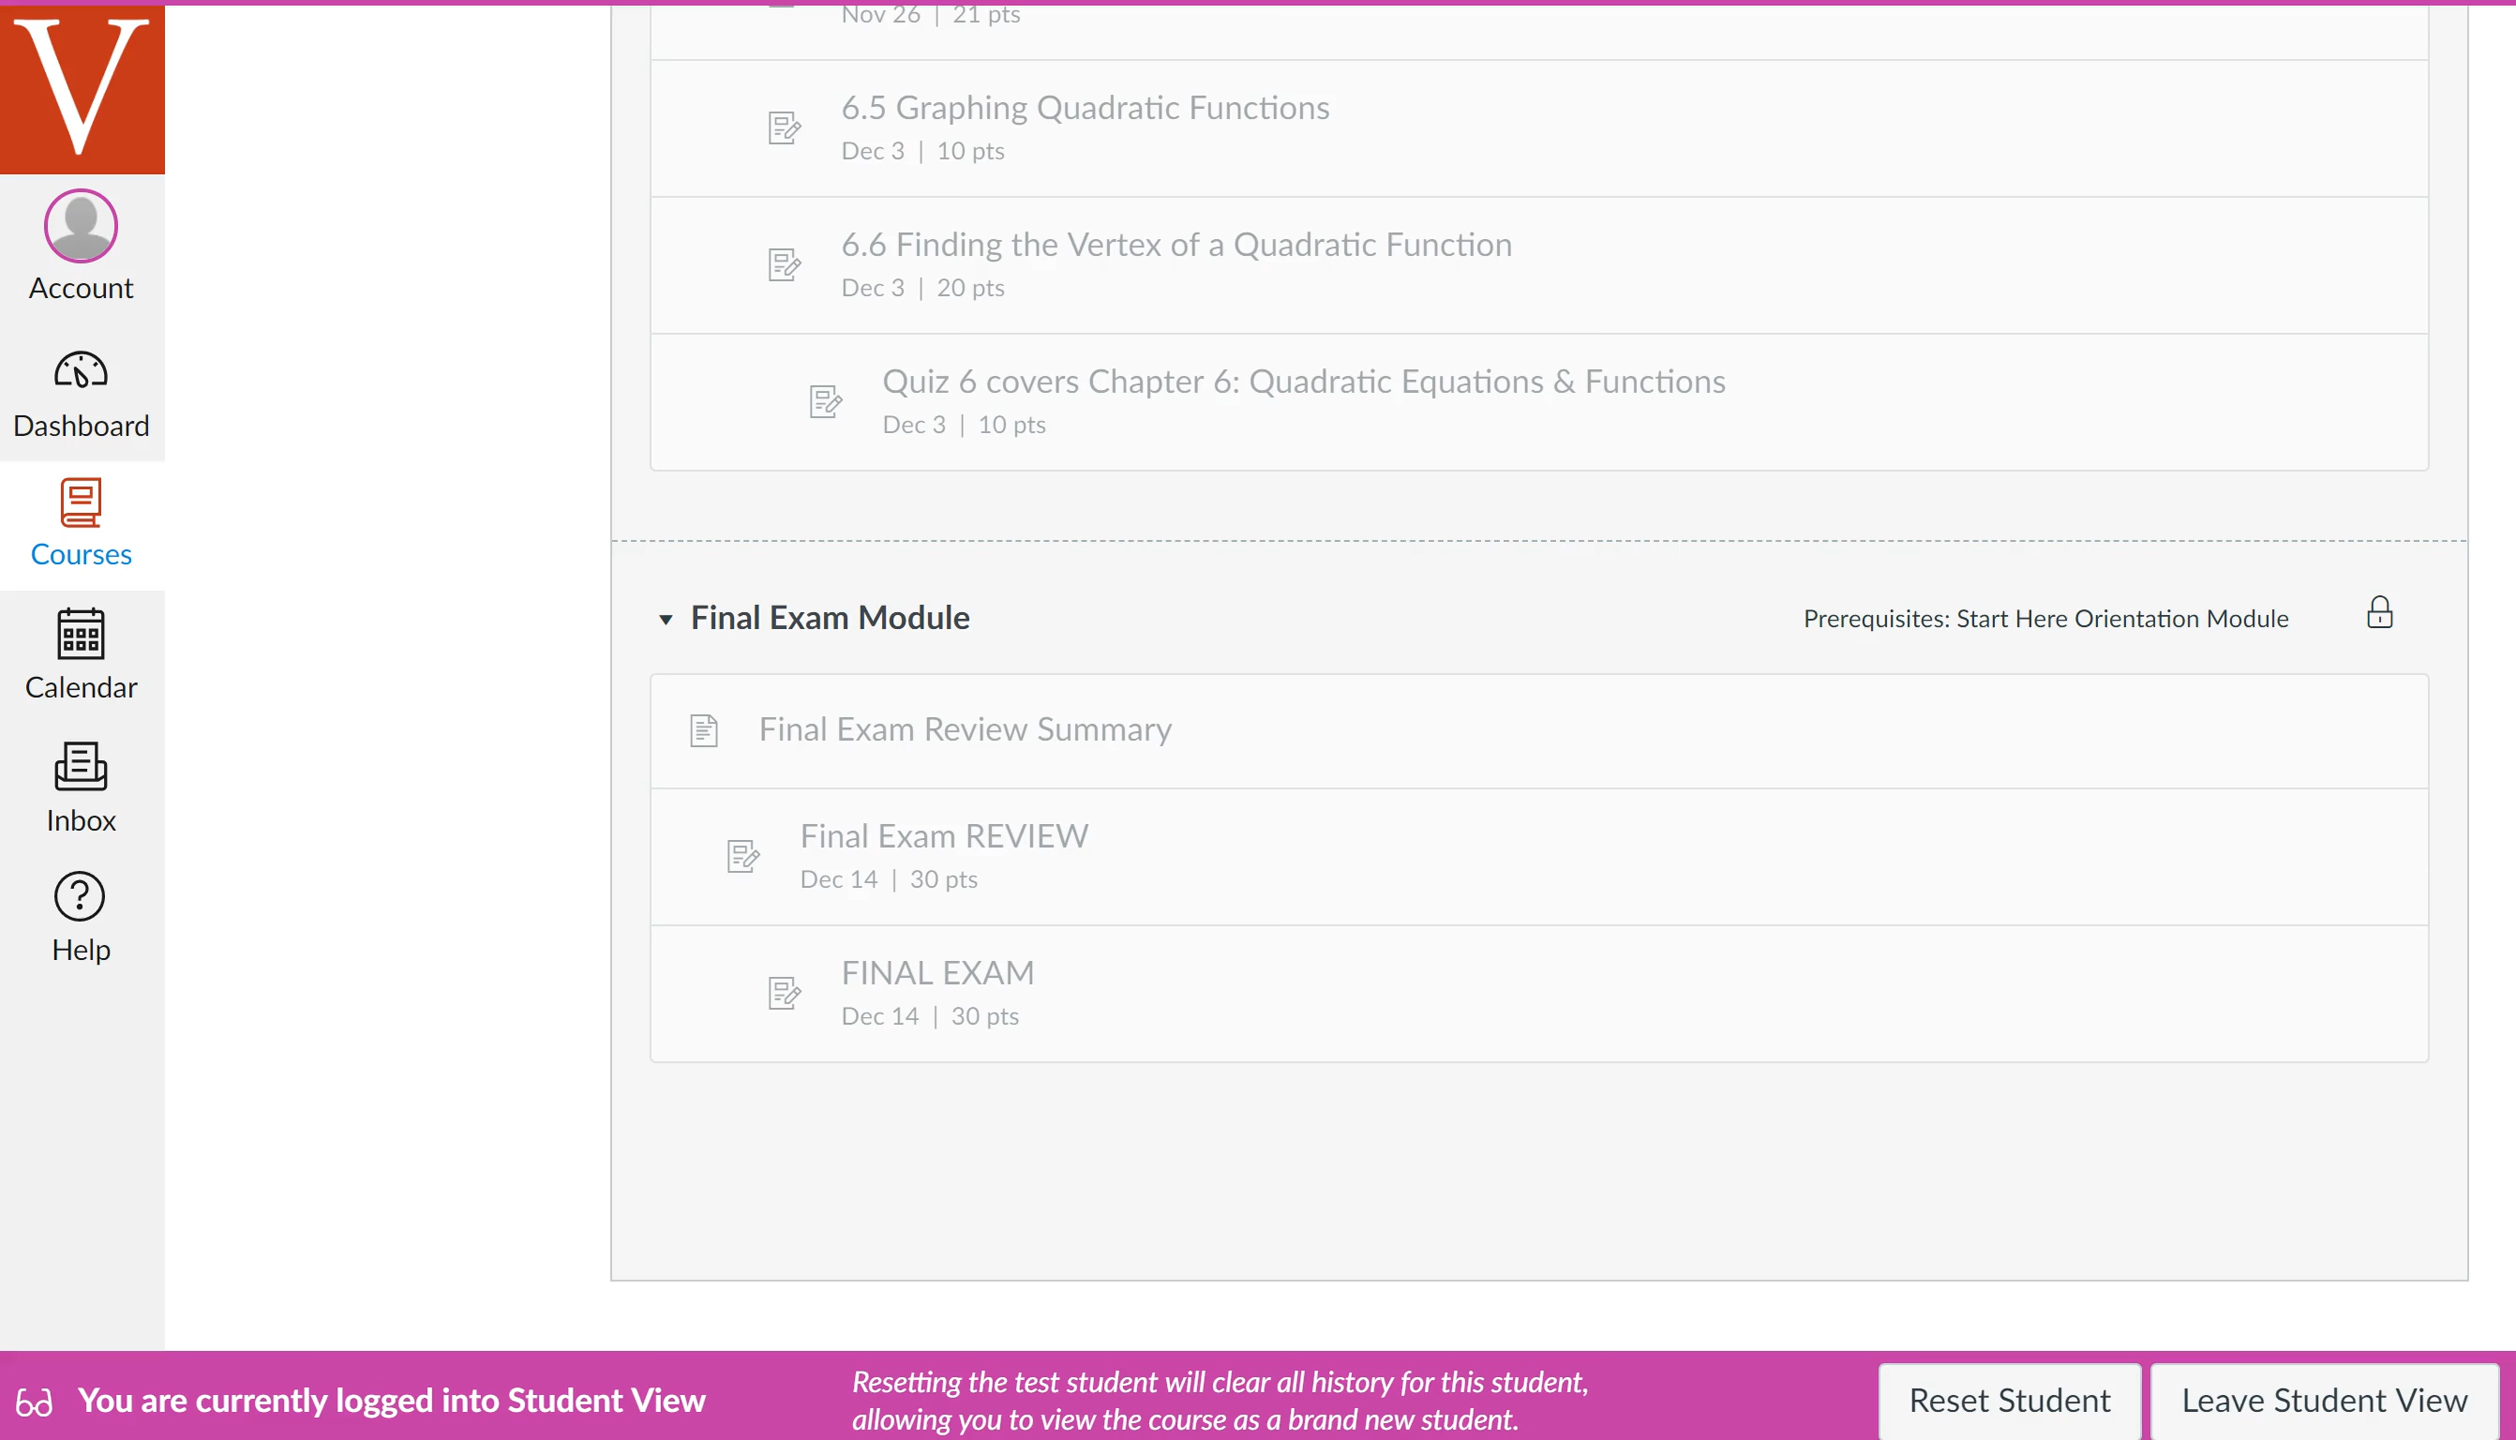 Nov 26 | 21 pts
6.5 Graphing Quadratic Functions
Dec 3 | 10 pts
6.6 Finding the Vertex of a Quadratic Function
Dec 3 | 20 pts
Quiz 6 covers Chapter 6: Quadratic Equations & Functions
Dec 3 | 10 pts
V
Account
Dashboard
Courses
Calendar
Inbox
Help
Final Exam Module
Prerequisites: Start Here Orientation Module
Final Exam Review Summary
Final Exam REVIEW
Dec 14 | 30 pts
FINAL EXAM
Dec 14 | 30 pts
You are currently logged into Student View
Resetting the test student will clear all history for this student,
allowing you to view the course as a brand new student.
Reset Student
Leave Student View